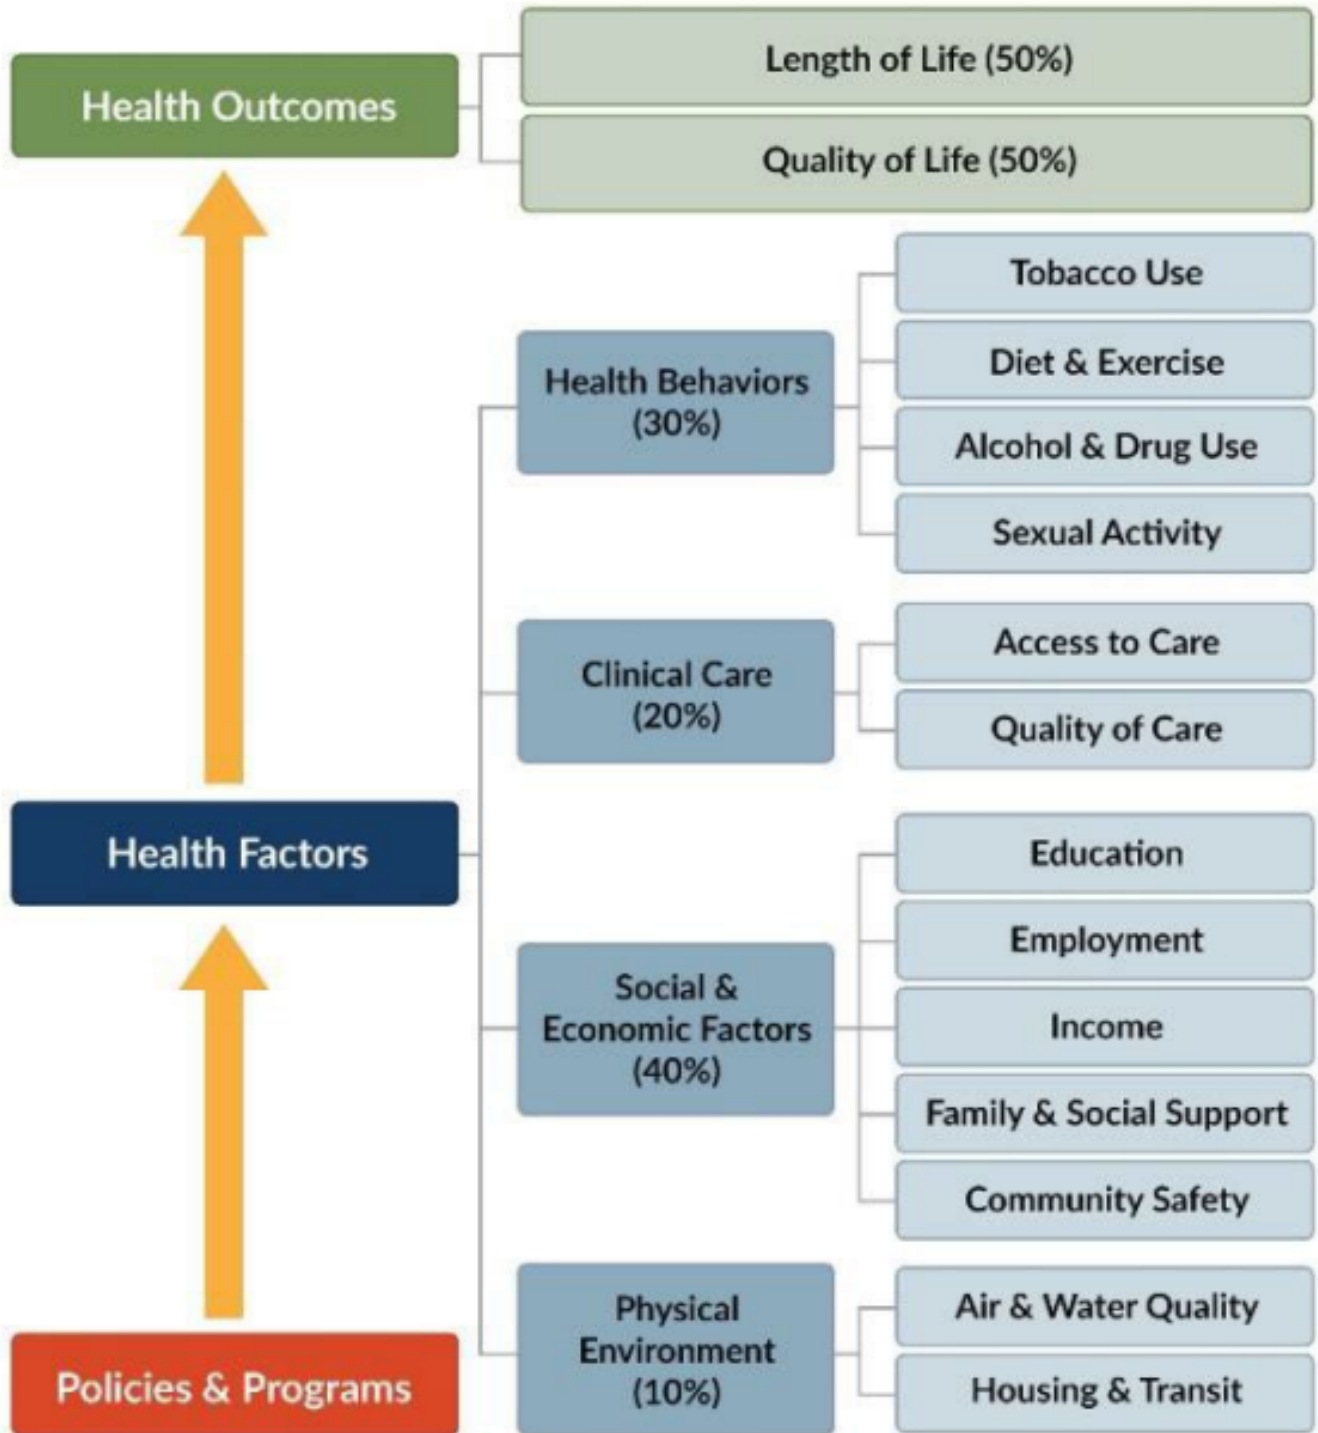 Health Outcomes
Length of Life (50%)
Quality of Life (50%)
Health Factors
Health Behaviors
(30%)
Tobacco Use
Diet & Exercise
Alcohol & Drug Use
Sexual Activity
Clinical Care
(20%)
Access to Care
Quality of Care
Social &
Economic Factors
(40%)
Education
Employment
Income
Family & Social Support
Community Safety
Physical
Environment
(10%)
Air & Water Quality
Housing & Transit
Policies & Programs